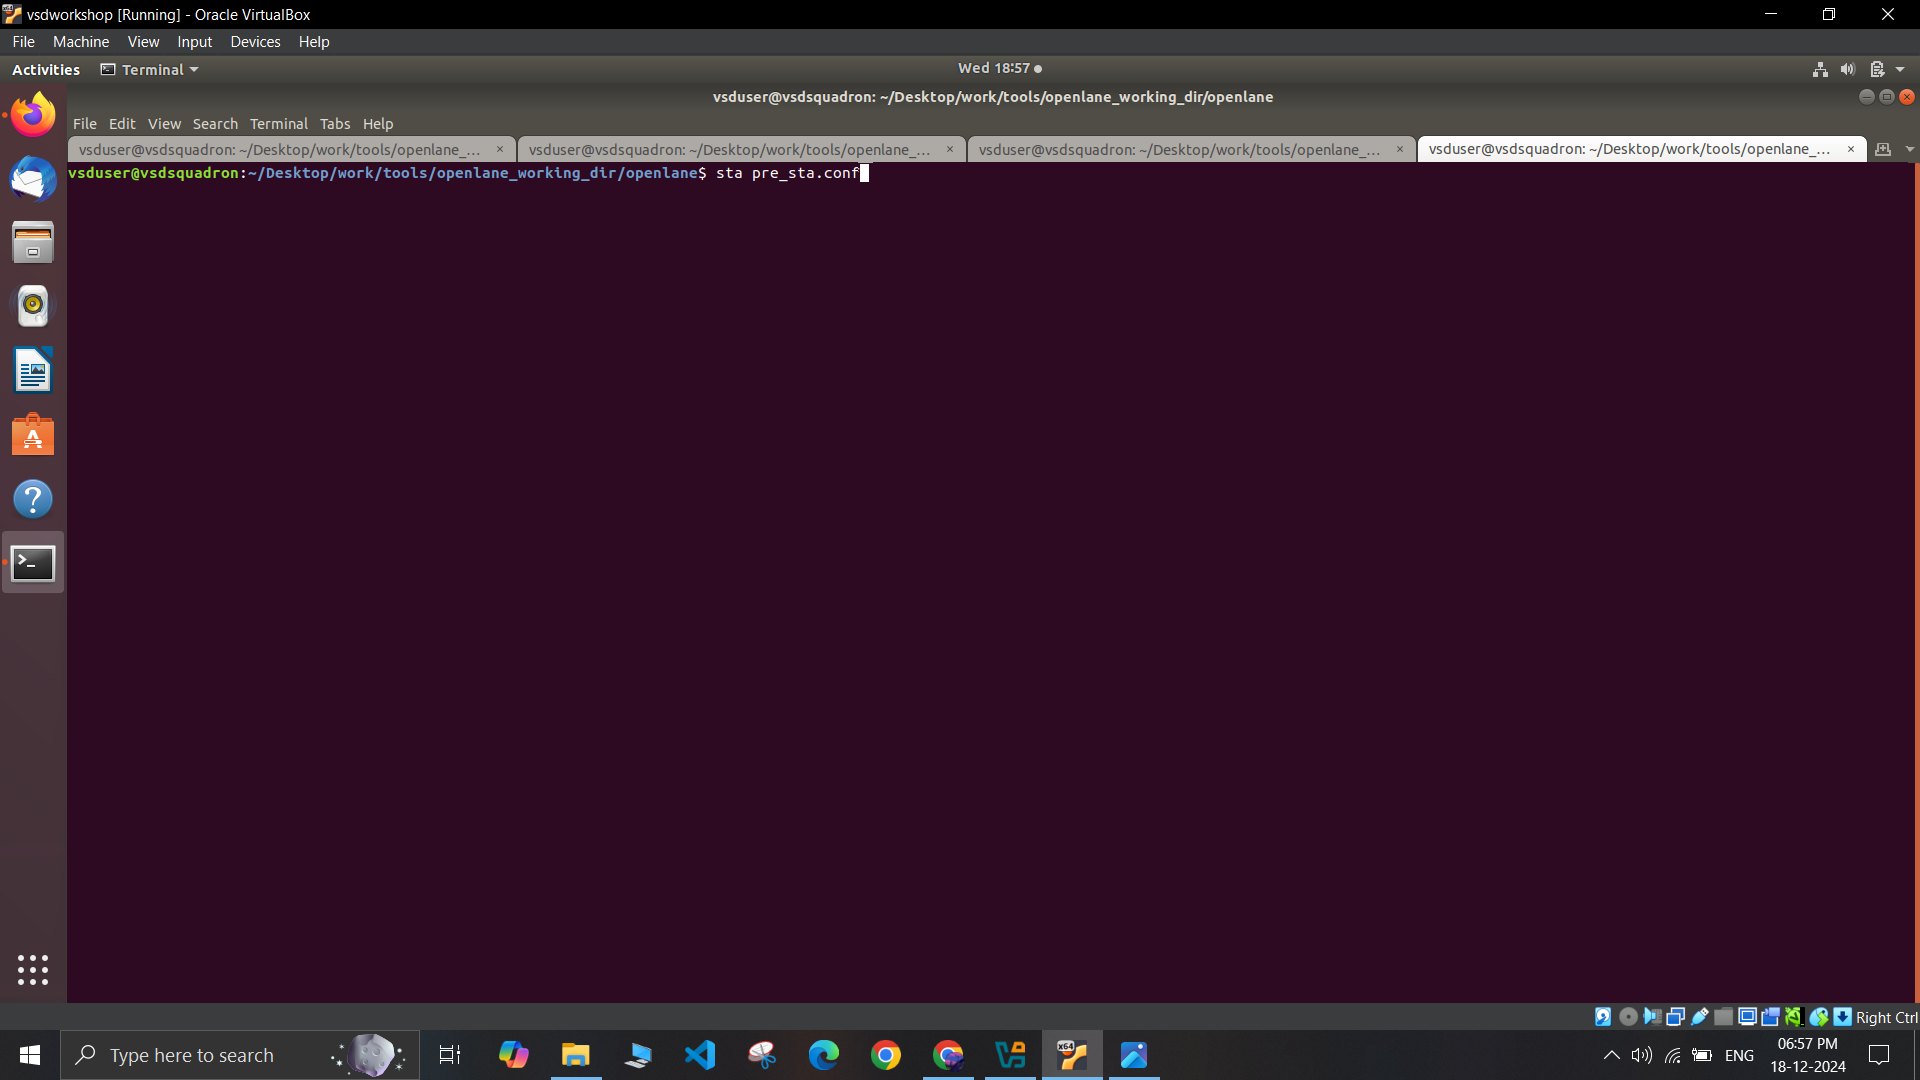 vsdworkshop [Running] - Oracle VirtualBox
File Machine View Input Devices Help
Activities Terminal Wed 18:57
vsduser@vsdsquadron: ~/Desktop/work/tools/openlane_working_dir/openlane
File Edit View Search Terminal Tabs Help
vsduser@vsdsquadron: ~/Desktop/work/tools/openlane_... × vsduser@vsdsquadron: ~/Desktop/work/tools/openlane_... × vsduser@vsdsquadron: ~/Desktop/work/tools/openlane_... × vsduser@vsdsquadron: ~/Desktop/work/tools/openlane_... ×
vsduser@vsdsquadron:~/Desktop/work/tools/openlane_working_dir/openlane$ sta pre_sta.conf
Right Ctrl
Type here to search
x64
ENG
06:57 PM
18-12-2024